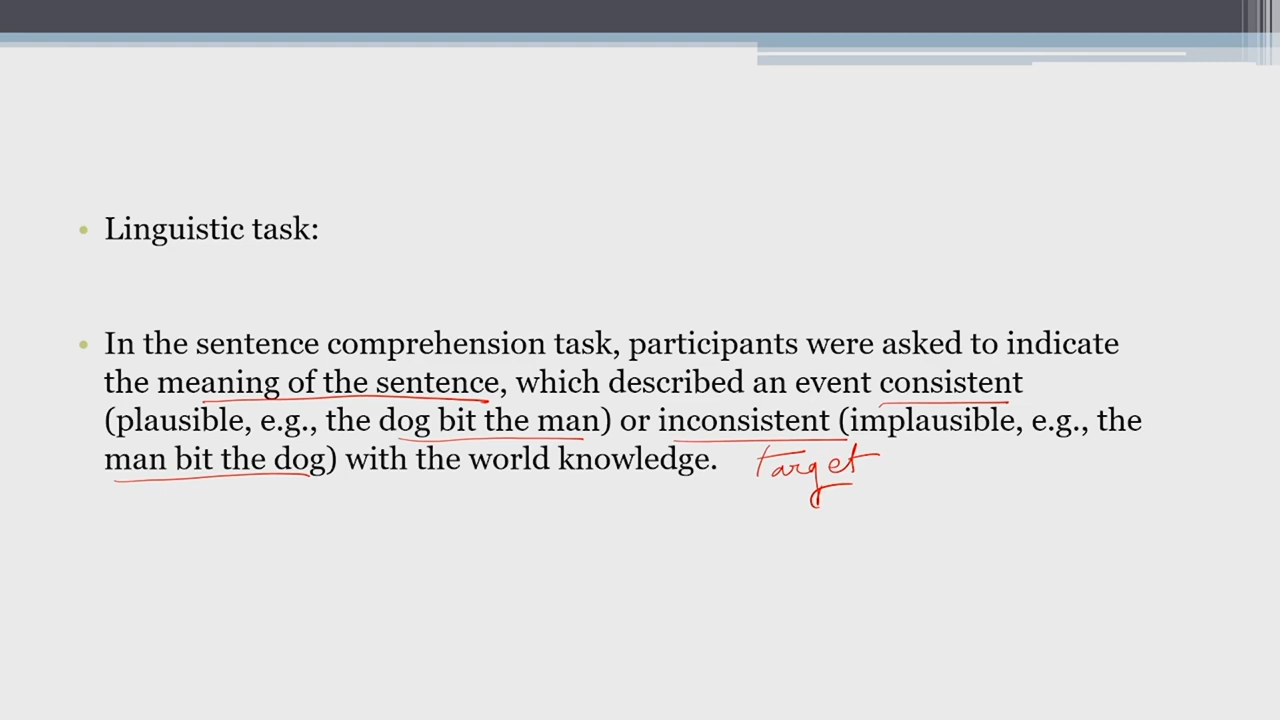 • Linguistic task:
• In the sentence comprehension task, participants were asked to indicate
the meaning of the sentence, which described an event consistent
(plausible, e.g., the dog bit the man) or inconsistent (implausible, e.g., the
man bit the dog) with the world knowledge. Target